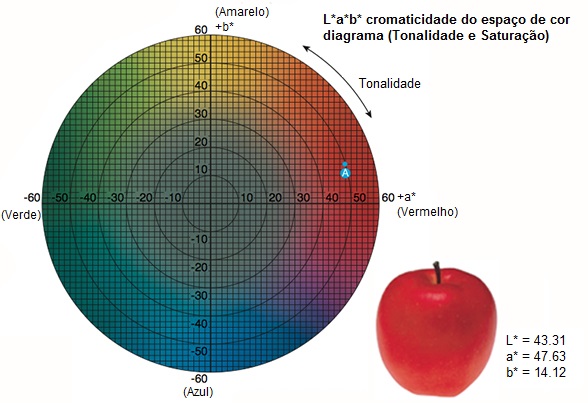 (Amarelo)
+b*
L*a*b* cromaticidade do espaço de cor
diagrama (Tonalidade e Saturação)
Tonalidade
60
50
40
30
20
10
A
-60 -50 -40 -30 -20 -10 10 20 30 40 50 60 +a*
(Verde)
(Vermelho)
-10
-20
-30
-40
-50
-60
(Azul)
L* = 43.31
a* = 47.63
b* = 14.12